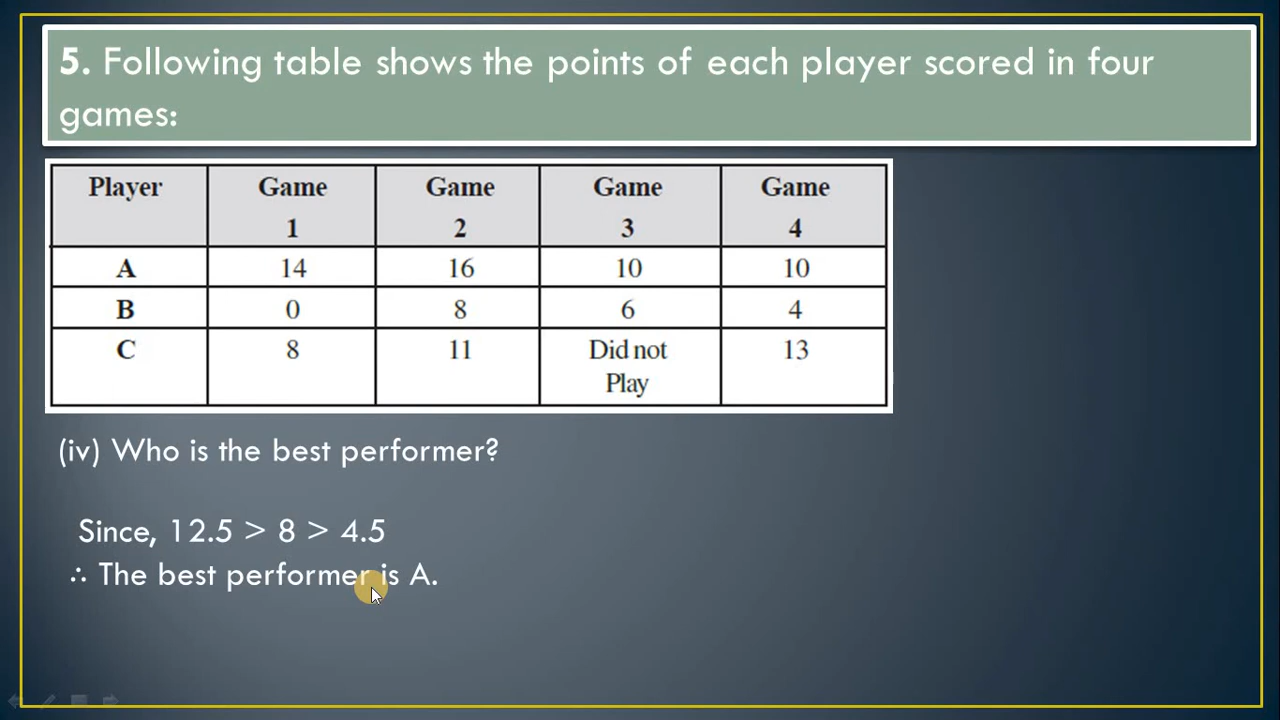 5. Following table shows the points of each player scored in four
games:
Player Game 1 Game 2 Game 3 Game 4
A 14 16 10 10
B 0 8 6 4
C 8 11 Did not Play 13
(iv) Who is the best performer?
Since, 12.5 > 8 > 4.5
∴ The best performer is A.